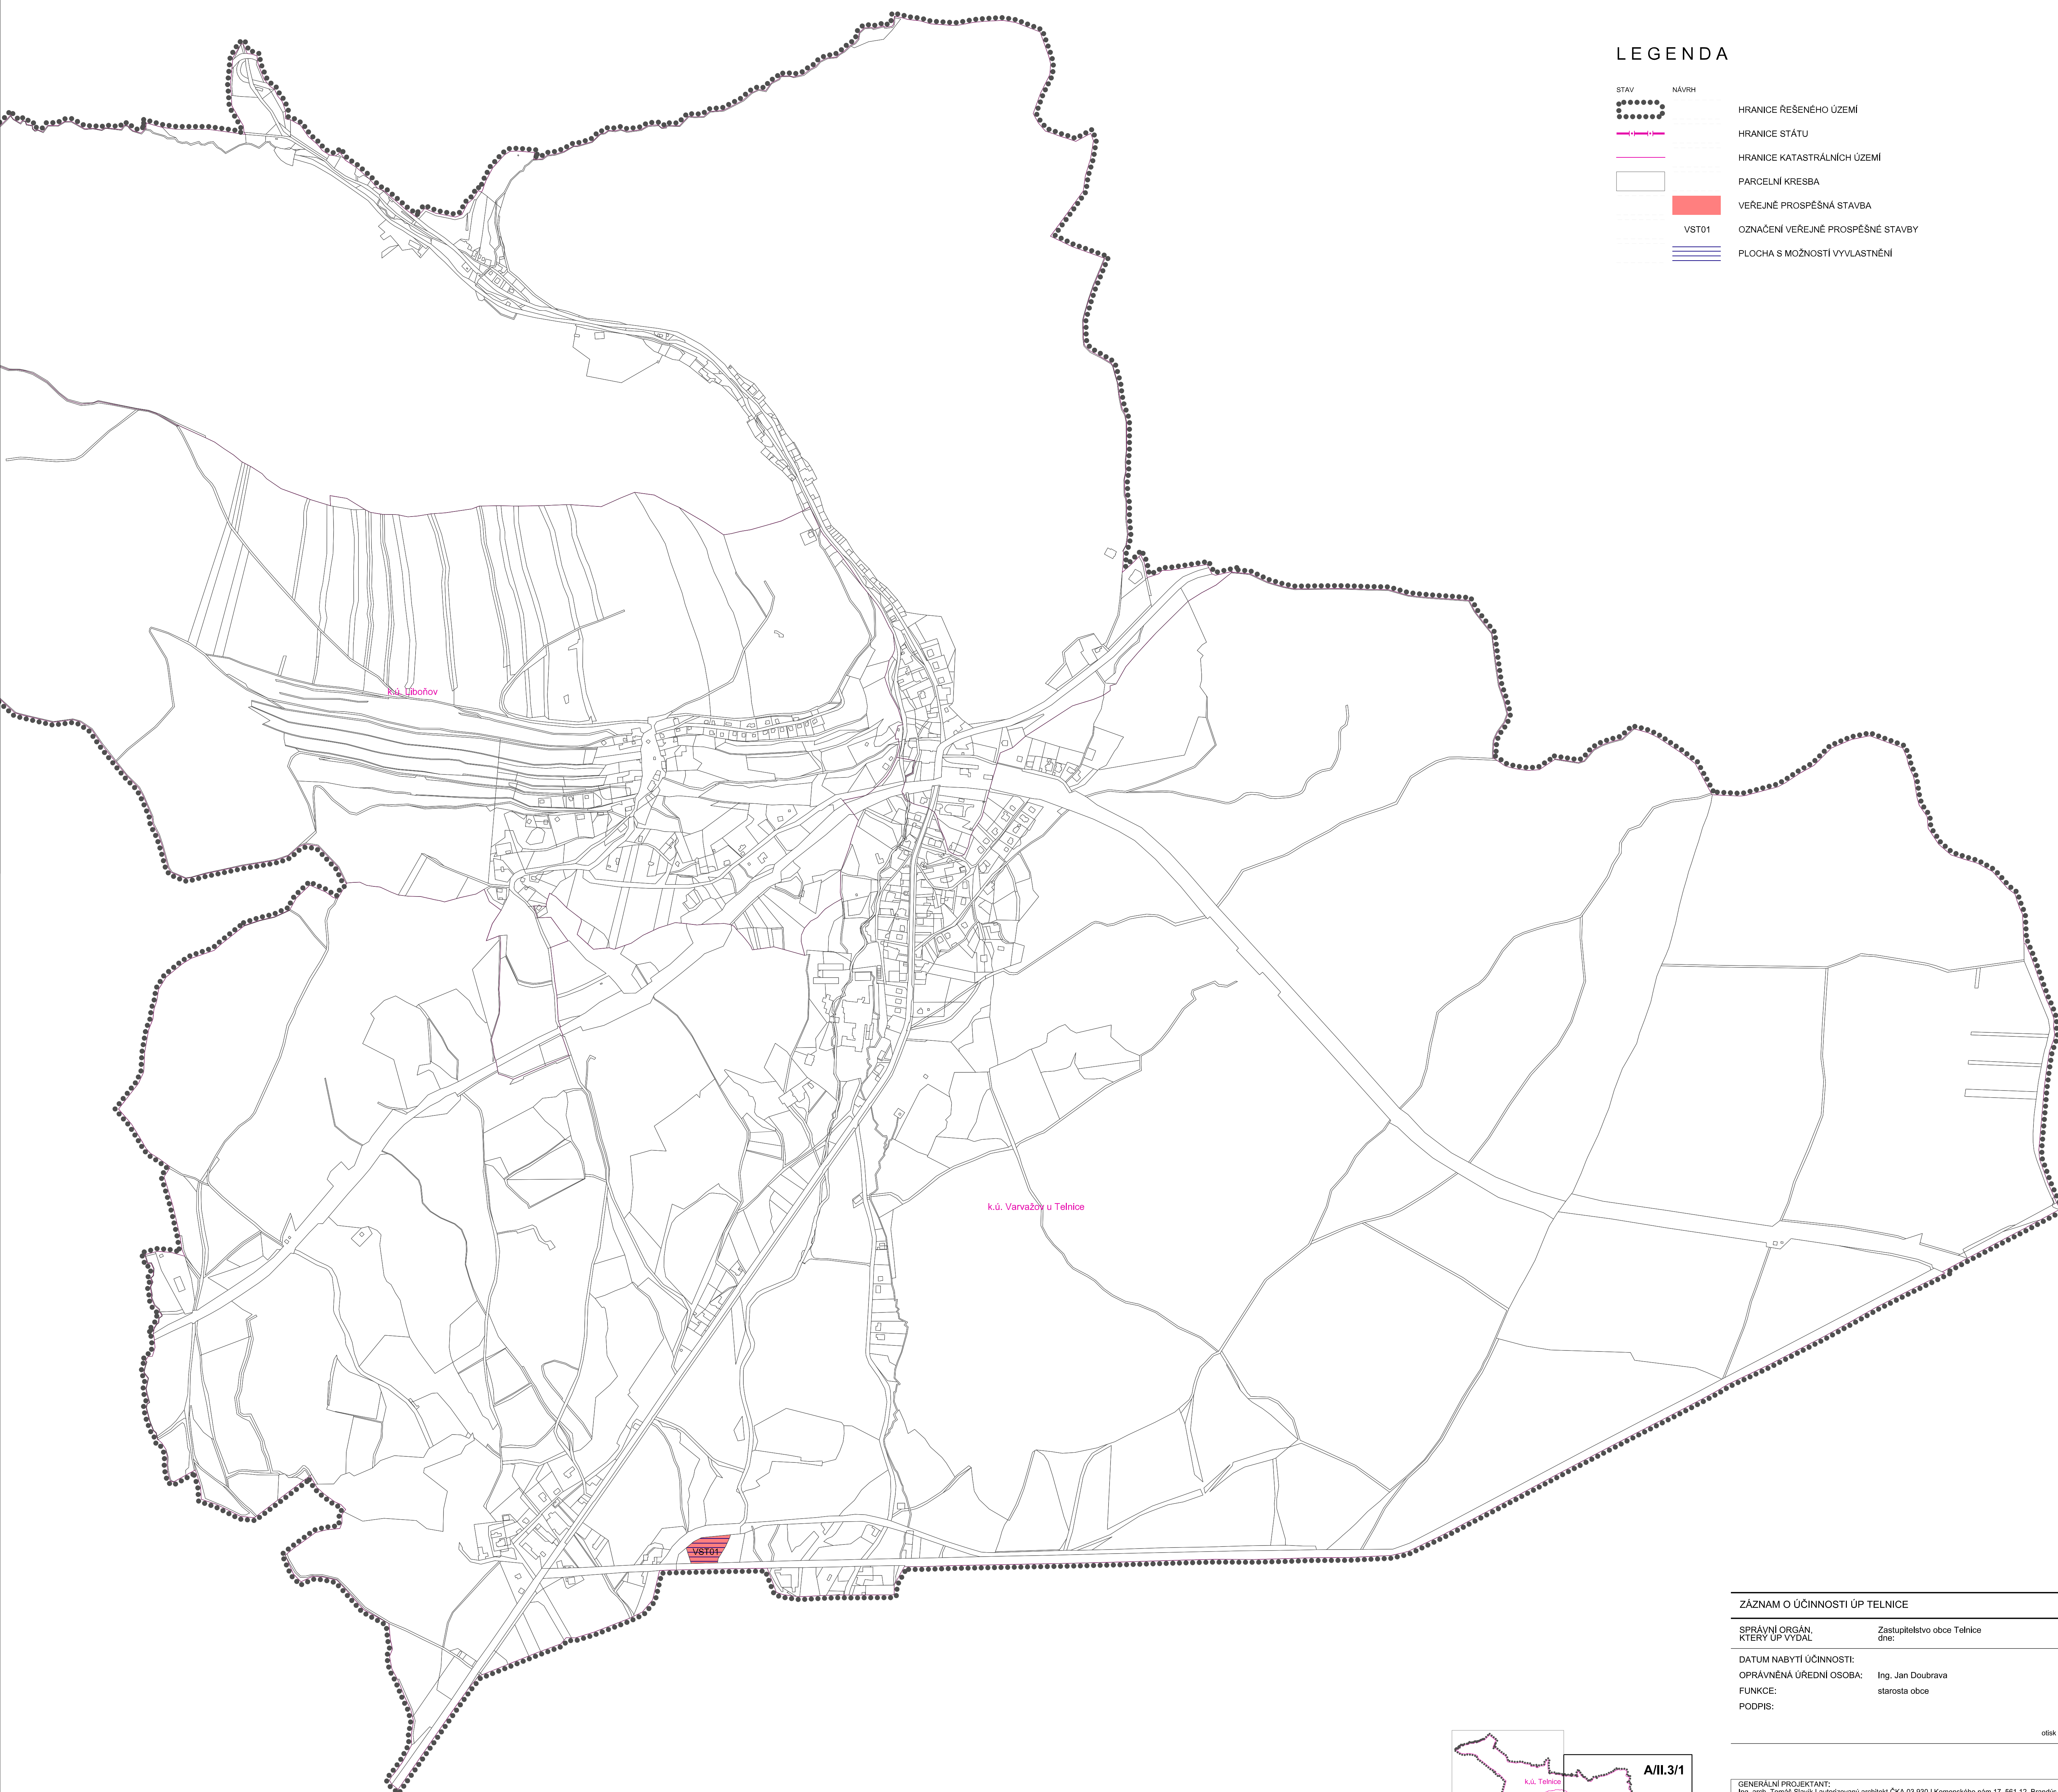 LEGENDA
STAV NÁVRH
HRANICE ŘEŠENÉHO ÚZEMÍ
HRANICE STÁTU
HRANICE KATASTRÁLNÍCH ÚZEMÍ
PARCELNÍ KRESBA
VEŘEJNĚ PROSPĚŠNÁ STAVBA
VST01 OZNAČENÍ VEŘEJNĚ PROSPĚŠNÉ STAVBY
PLOCHA S MOŽNOSTÍ VYVLASTNĚNÍ
k.ú. Liboňov
k.ú. Varvažov u Telnice
VST01
ZÁZNAM O ÚČINNOSTI ÚP TELNICE
SPRÁVNÍ ORGÁN, Zastupitelstvo obce Telnice
KTERÝ ÚP VYDAL dne:
DATUM NABYTÍ ÚČINNOSTI:
OPRÁVNĚNÁ ÚŘEDNÍ OSOBA: Ing. Jan Doubrava
FUNKCE: starosta obce
PODPIS:
otisk
A/II.3/1
k.ú. Telnice
GENERÁLNÍ PROJEKTANT: